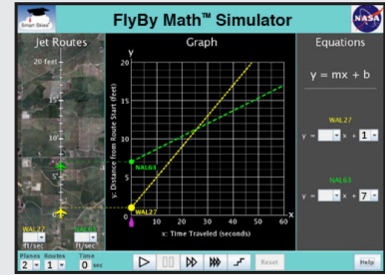 Smart Skies™
FlyBy Math™ Simulator
NASA
Jet Routes
Graph
Equations
20 feet
15
10
5
0
WAL27
NAL63
ft/sec
ft/sec
y
20
15
10
5
0
y: Distance from Route Start (feet)
NAL63
WAL27
0 10 20 30 40 50 60
x
x: Time Traveled (seconds)
y = mx + b
WAL27
y = x + 1
NAL63
y = x + 7
Planes Routes Time
2 1 0 sec
Reset
Help